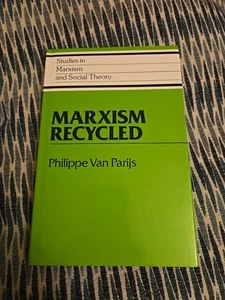 Studies in
Marxism
and Social Theory
MARXISM
RECYCLED
Philippe Van Parijs